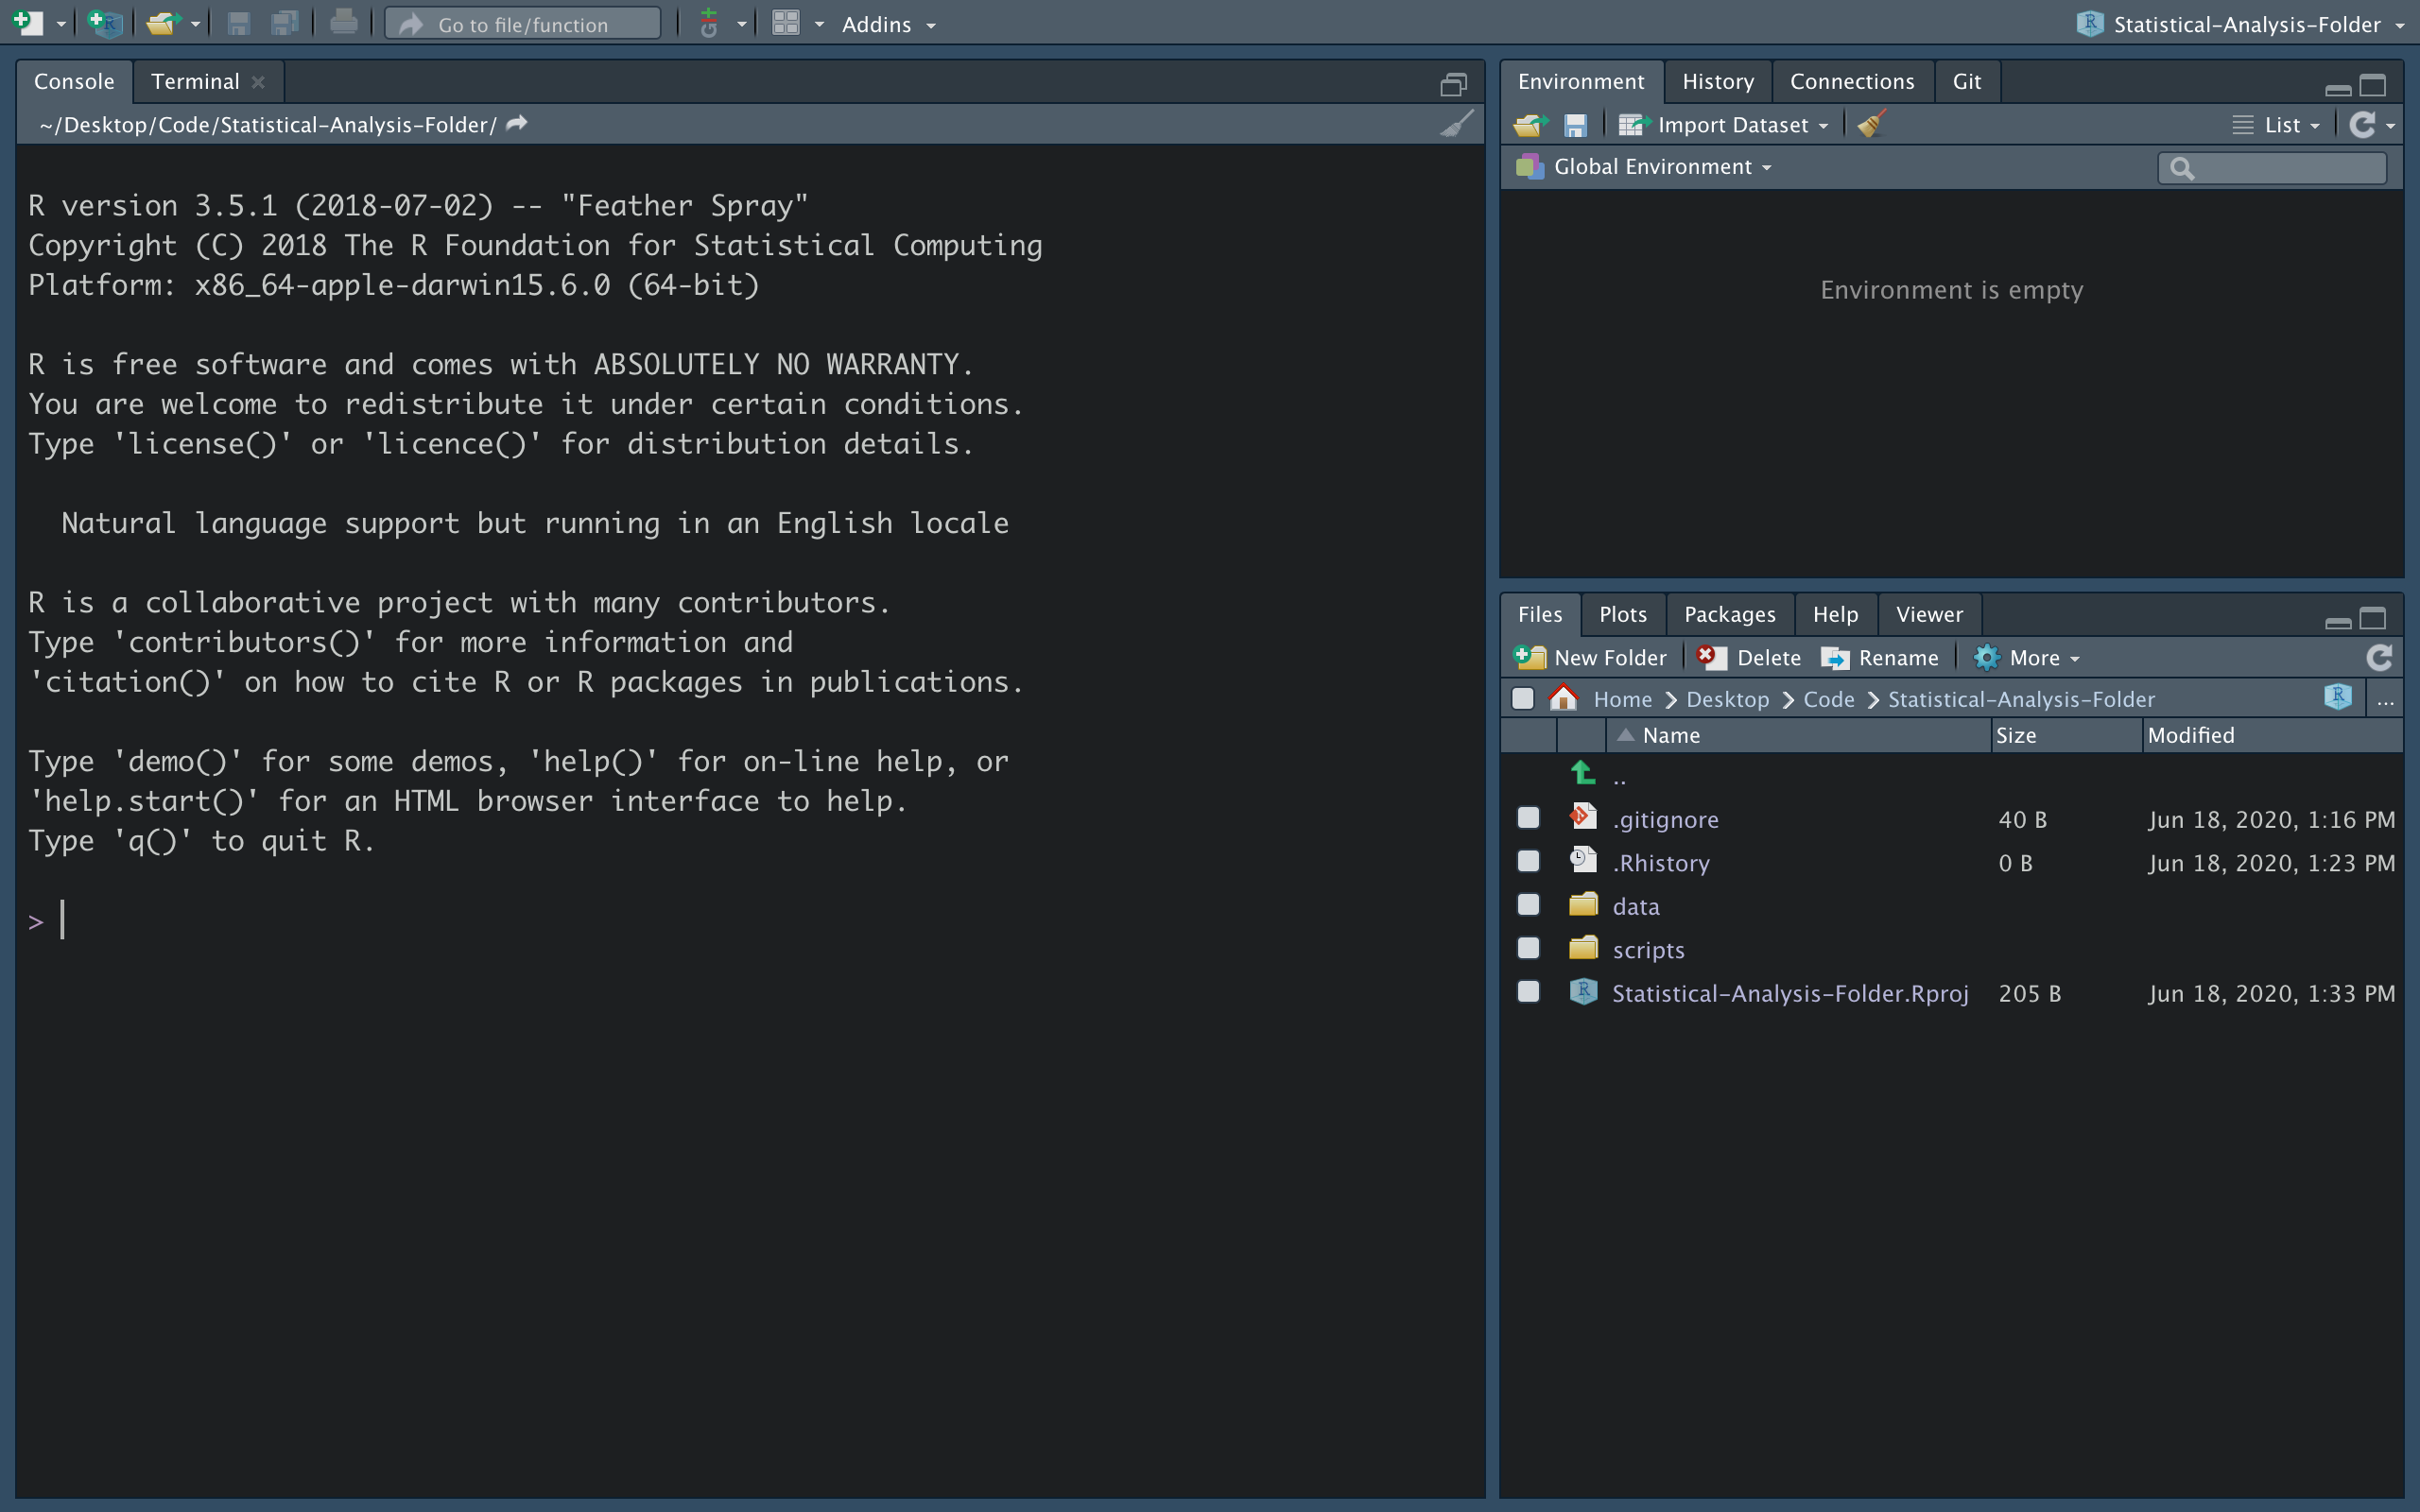 Go to file/function
Addins
Statistical-Analysis-Folder
Console
Terminal
~/Desktop/Code/Statistical-Analysis-Folder/
R version 3.5.1 (2018-07-02) -- "Feather Spray"
Copyright (C) 2018 The R Foundation for Statistical Computing
Platform: x86_64-apple-darwin15.6.0 (64-bit)
R is free software and comes with ABSOLUTELY NO WARRANTY.
You are welcome to redistribute it under certain conditions.
Type 'license()' or 'licence()' for distribution details.
Natural language support but running in an English locale
R is a collaborative project with many contributors.
Type 'contributors()' for more information and
'citation()' on how to cite R or R packages in publications.
Type 'demo()' for some demos, 'help()' for on-line help, or
'help.start()' for an HTML browser interface to help.
Type 'q()' to quit R.
>
Environment History Connections Git
Import Dataset List
Global Environment
Environment is empty
Files Plots Packages Help Viewer
New Folder Delete Rename More
Home Desktop Code Statistical-Analysis-Folder ...
Name Size Modified
..
.gitignore 40 B Jun 18, 2020, 1:16 PM
.Rhistory 0 B Jun 18, 2020, 1:23 PM
data
scripts
Statistical-Analysis-Folder.Rproj 205 B Jun 18, 2020, 1:33 PM